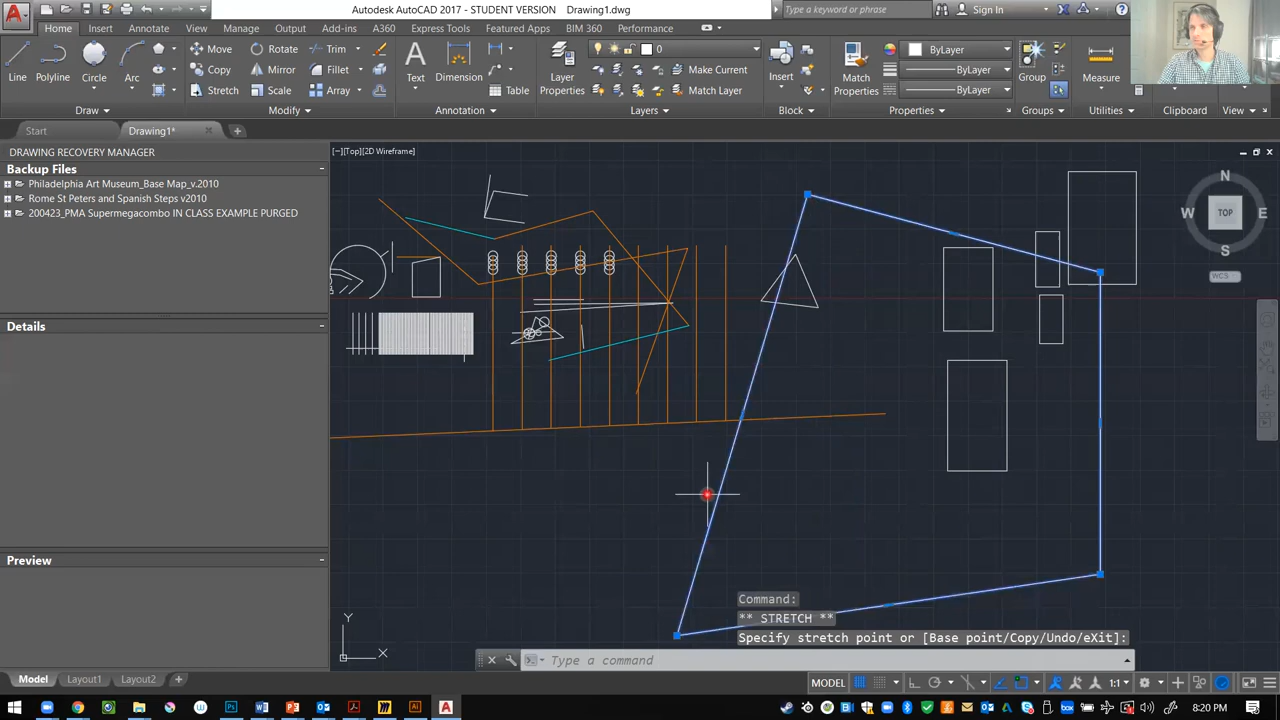 Autodesk AutoCAD 2017 - STUDENT VERSION Drawing1.dwg
Type a keyword or phrase
Sign In
Home Insert Annotate View Manage Output Add-ins A360 Express Tools Featured Apps BIM 360 Performance
Line Polyline Circle Arc
Move Rotate Trim
Copy Mirror Fillet
Stretch Scale Array
Text Dimension Table
Layer Properties
0
Make Current
Match Layer
Insert
Match Properties
ByLayer
ByLayer
ByLayer
Group
Measure
Draw Modify Annotation Layers Block Properties Groups Utilities Clipboard View
Start Drawing1*
DRAWING RECOVERY MANAGER
Backup Files
Philadelphia Art Museum_Base Map_v.2010
Rome St Peters and Spanish Steps v2010
200423_PMA Supermegacombo IN CLASS EXAMPLE PURGED
Details
Preview
[−][Top][2D Wireframe]
N
W TOP E
S
WCS
Command:
** STRETCH **
Specify stretch point or [Base point/Copy/Undo/eXit]:
Y
X
Type a command
Model Layout1 Layout2
MODEL
1:1
8:20 PM